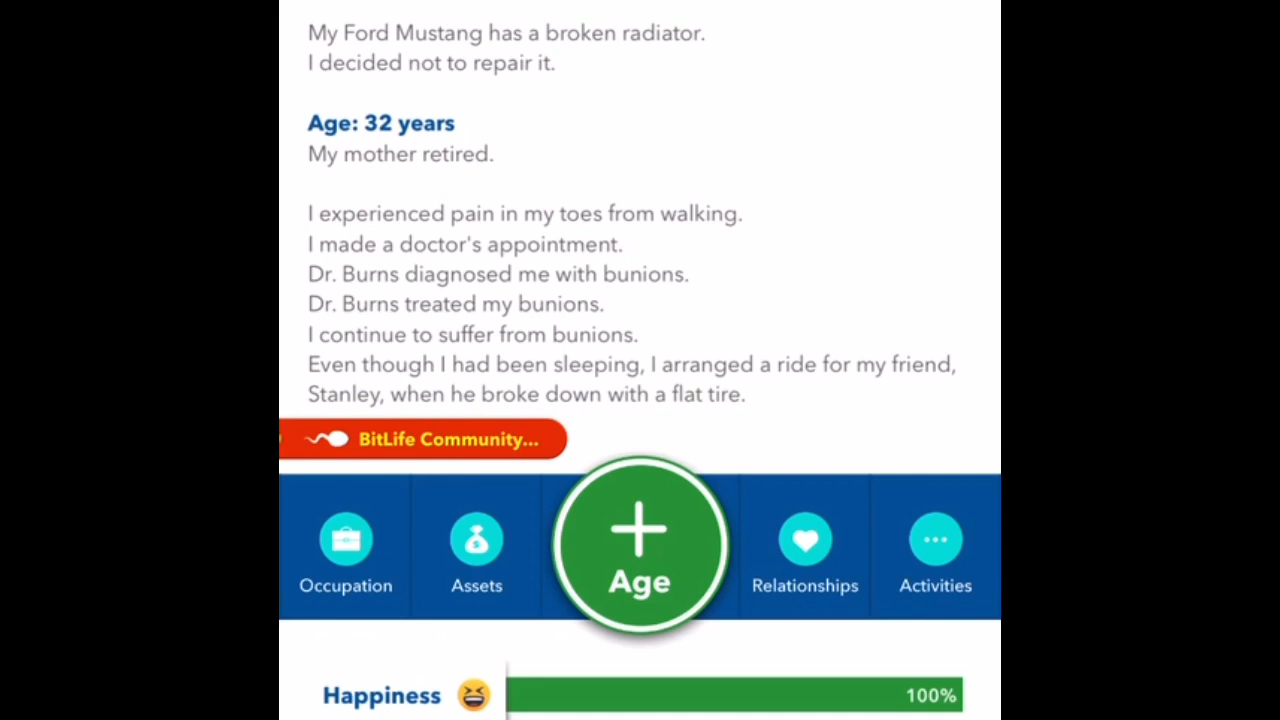 My Ford Mustang has a broken radiator.
I decided not to repair it.
Age: 32 years
My mother retired.
I experienced pain in my toes from walking.
I made a doctor's appointment.
Dr. Burns diagnosed me with bunions.
Dr. Burns treated my bunions.
I continue to suffer from bunions.
Even though I had been sleeping, I arranged a ride for my friend,
Stanley, when he broke down with a flat tire.
BitLife Community...
Occupation
Assets
Age
Relationships
Activities
Happiness 100%